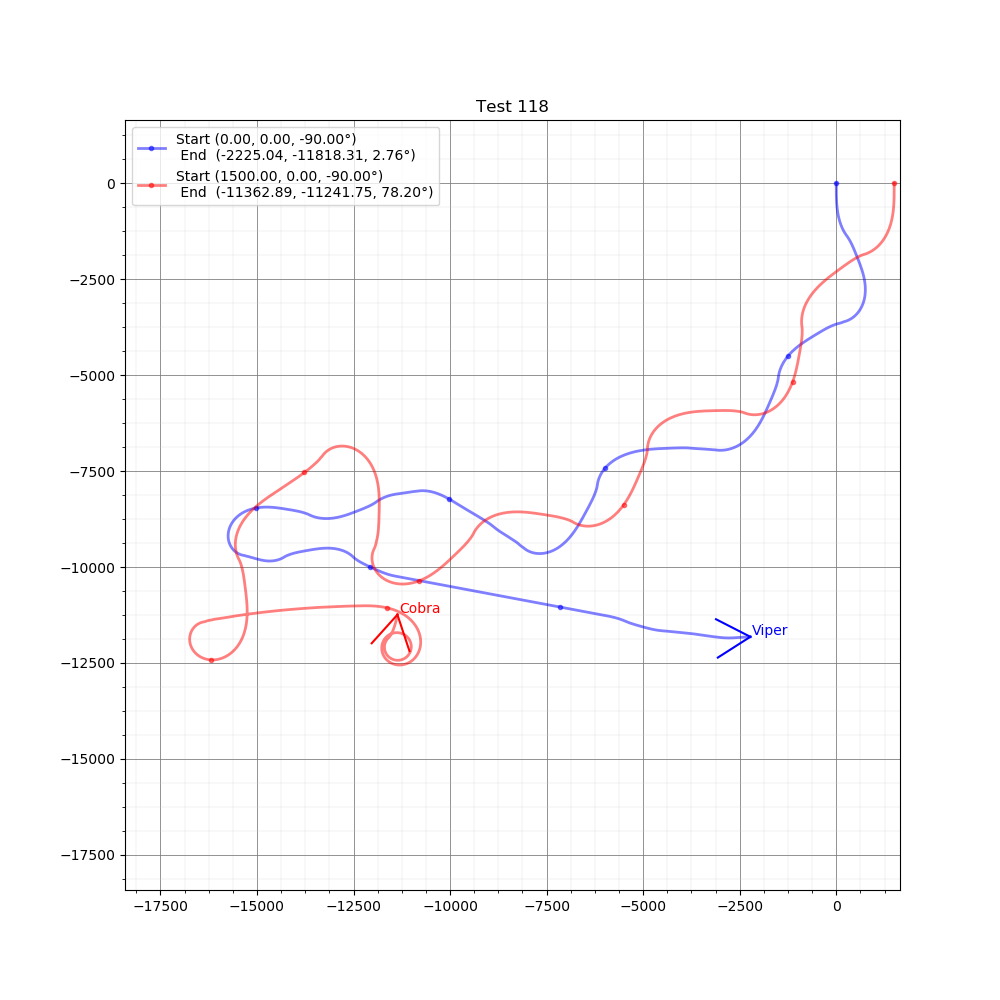 Test 118
Start (0.00, 0.00, -90.00°)
End (-2225.04, -11818.31, 2.76°)
Start (1500.00, 0.00, -90.00°)
End (-11362.89, -11241.75, 78.20°)
0
−2500
−5000
−7500
−10000
−12500
−15000
−17500
Cobra
Viper
−17500 −15000 −12500 −10000 −7500 −5000 −2500 0